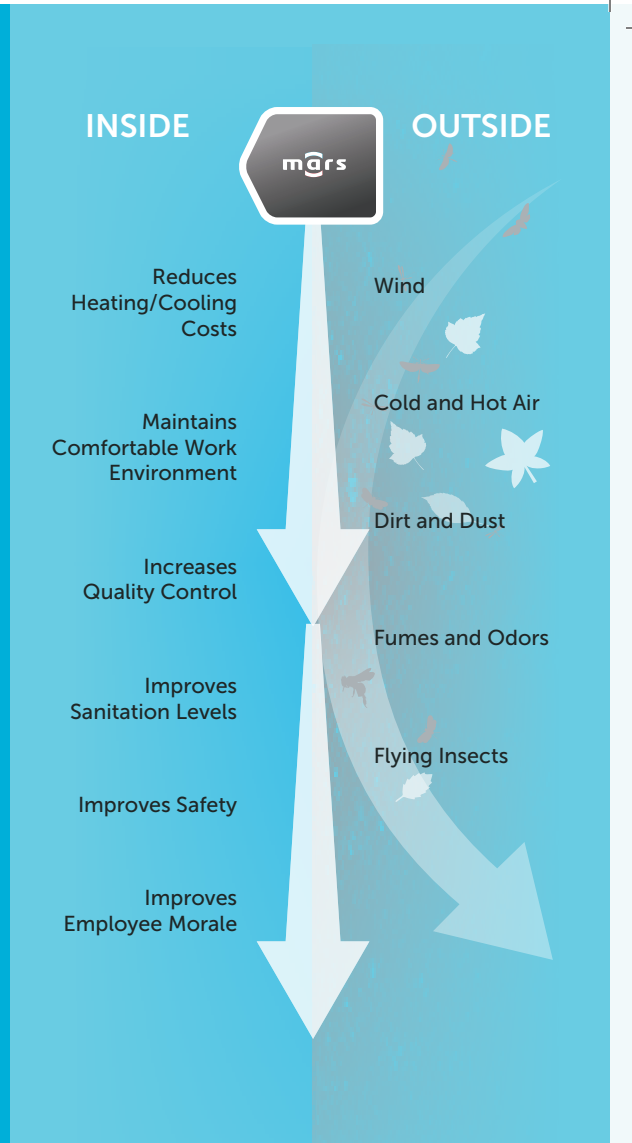 INSIDE
OUTSIDE
mars
Reduces
Heating/Cooling
Costs
Maintains
Comfortable Work
Environment
Increases
Quality Control
Improves
Sanitation Levels
Improves Safety
Improves
Employee Morale
Wind
Cold and Hot Air
Dirt and Dust
Fumes and Odors
Flying Insects